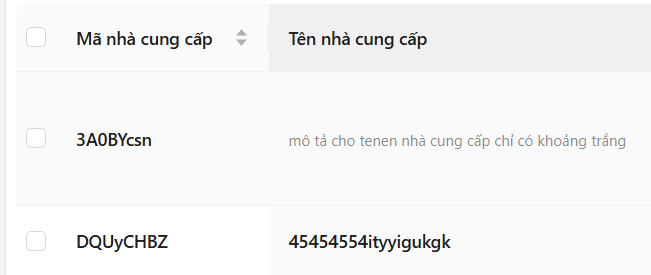 Mã nhà cung cấp Tên nhà cung cấp
3A0BYcsn mô tả cho tenen nhà cung cấp chỉ có khoảng trắng
DQUyCHBZ 45454554ityyigukgk